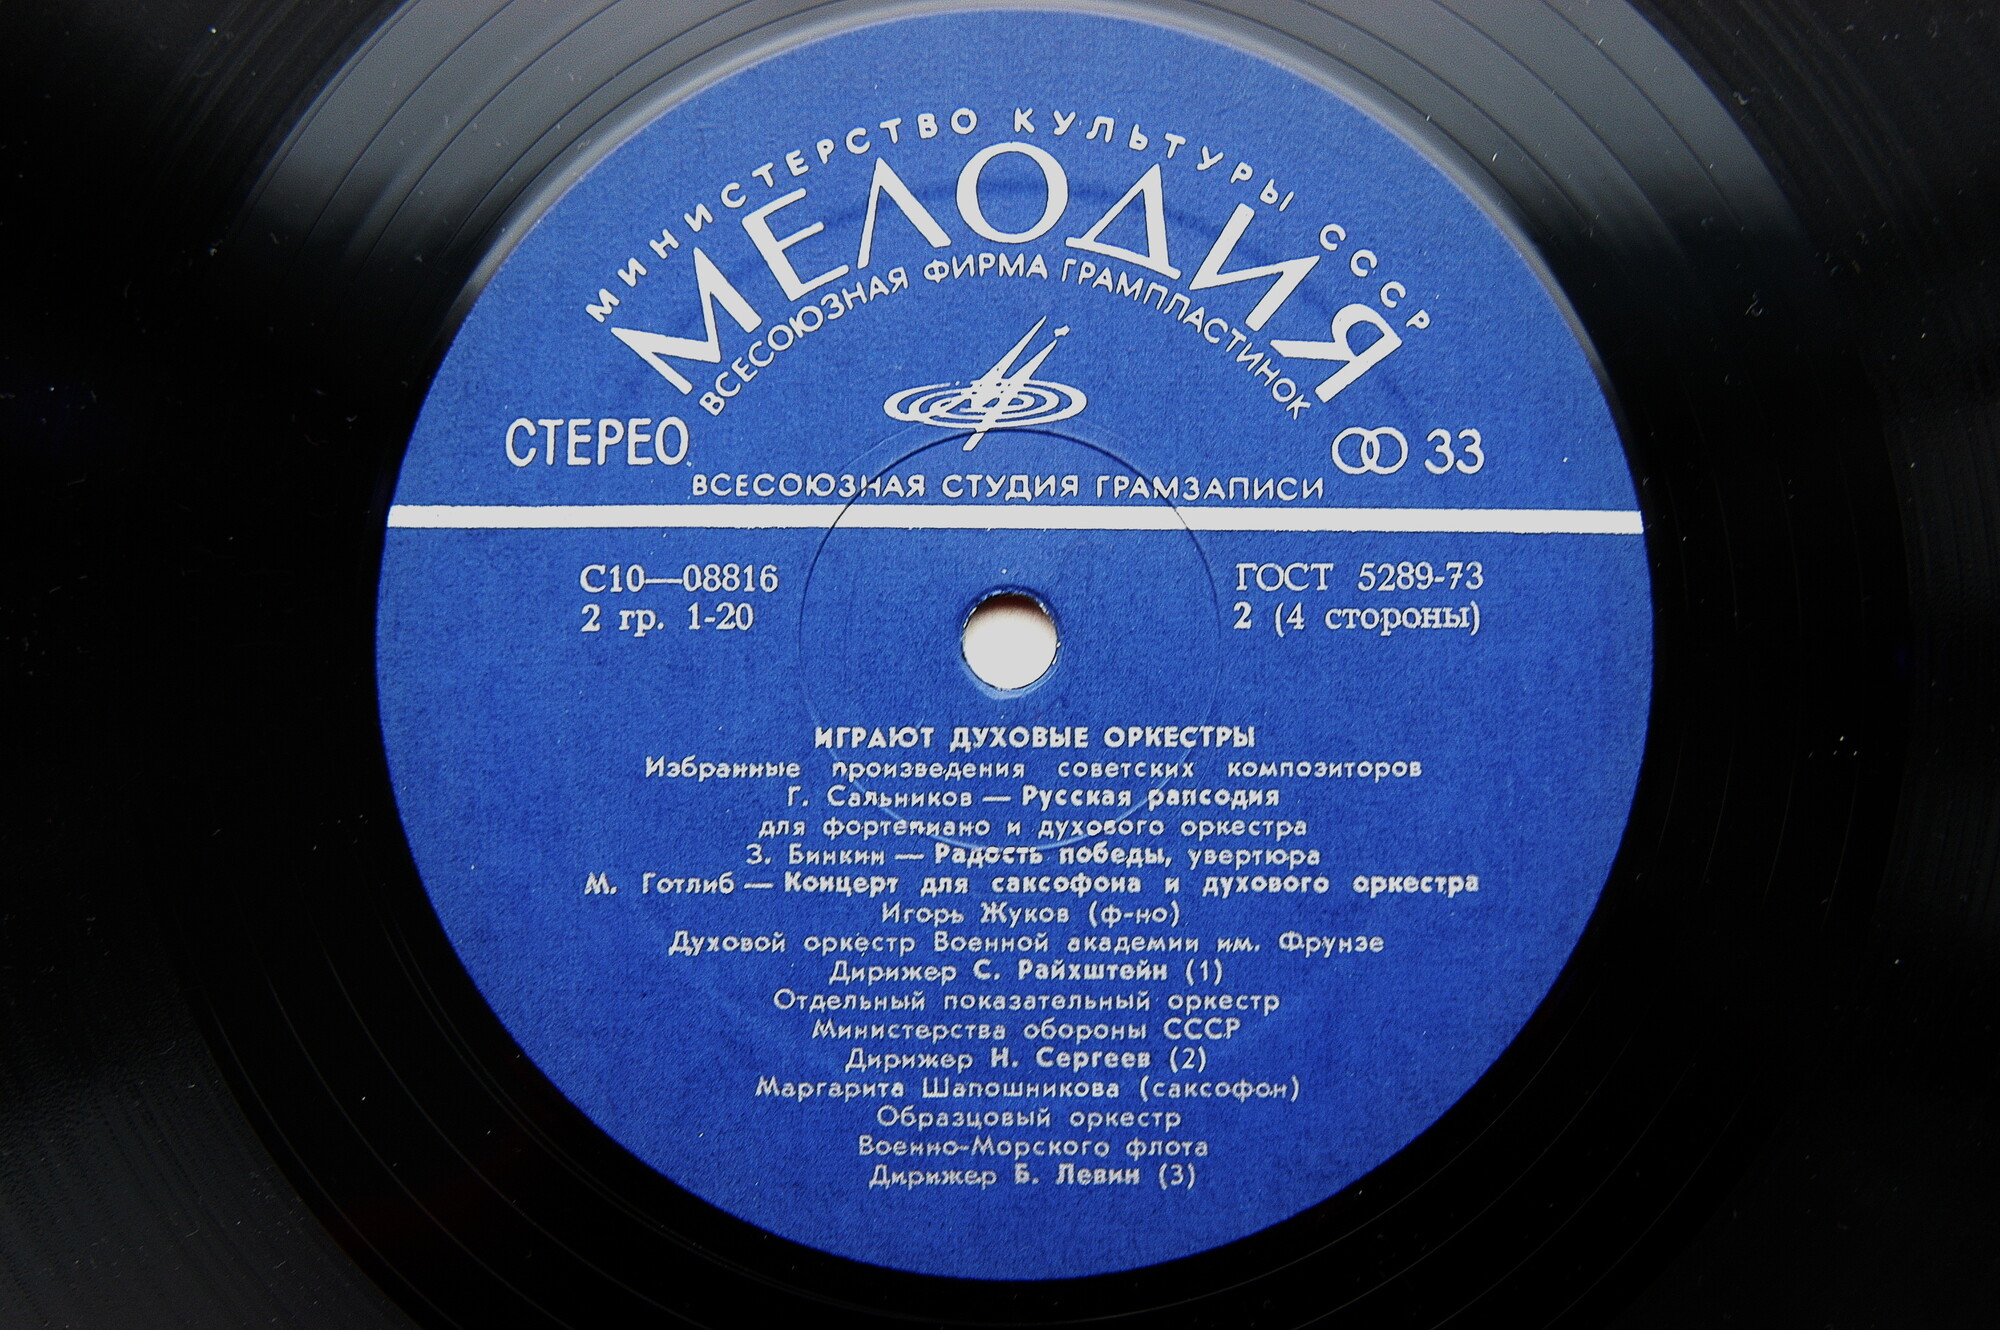 МИНИСТЕРСТВО КУЛЬТУРЫ СССР
МЕЛОДИЯ
ВСЕСОЮЗНАЯ ФИРМА ГРАМПЛАСТИНОК
СТЕРЕО
33
ВСЕСОЮЗНАЯ СТУДИЯ ГРАМЗАПИСИ
С10—08816
ГОСТ 5289-73
2 гр. 1-20
2 (4 стороны)
ИГРАЮТ ДУХОВЫЕ ОРКЕСТРЫ
Избранные произведения советских композиторов
Г. Сальников — Русская рапсодия
для фортепиано и духового оркестра
З. Бинкин — Радость победы, увертюра
М. Готлиб — Концерт для саксофона и духового оркестра
Игорь Жуков (ф-но)
Духовой оркестр Военной академии им. Фрунзе
Дирижер С. Райхштейн (1)
Отдельный показательный оркестр
Министерства обороны СССР
Дирижер Н. Сергеев (2)
Маргарита Шапошникова (саксофон)
Образцовый оркестр
Военно-Морского флота
Дирижер Б. Левин (3)